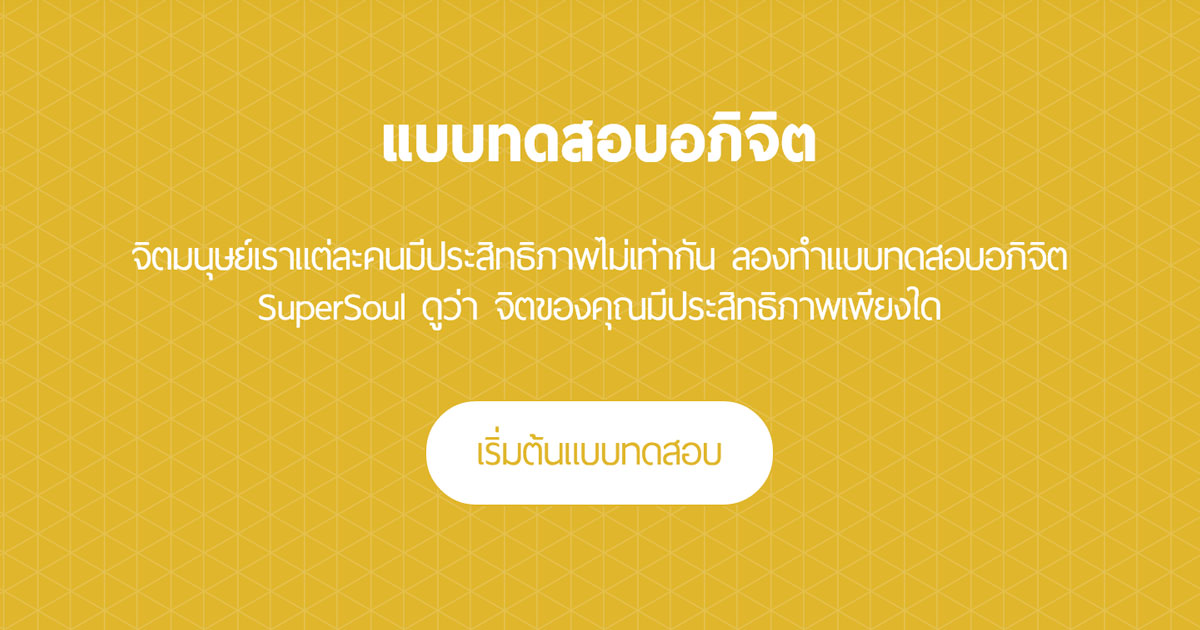 แบบทดสอบอภิจิต
จิตมนุษย์เราแต่ละคนมีประสิทธิภาพไม่เท่ากัน ลองทำแบบทดสอบอภิจิต
SuperSoul ดูว่า จิตของคุณมีประสิทธิภาพเพียงใด
เริ่มต้นแบบทดสอบ